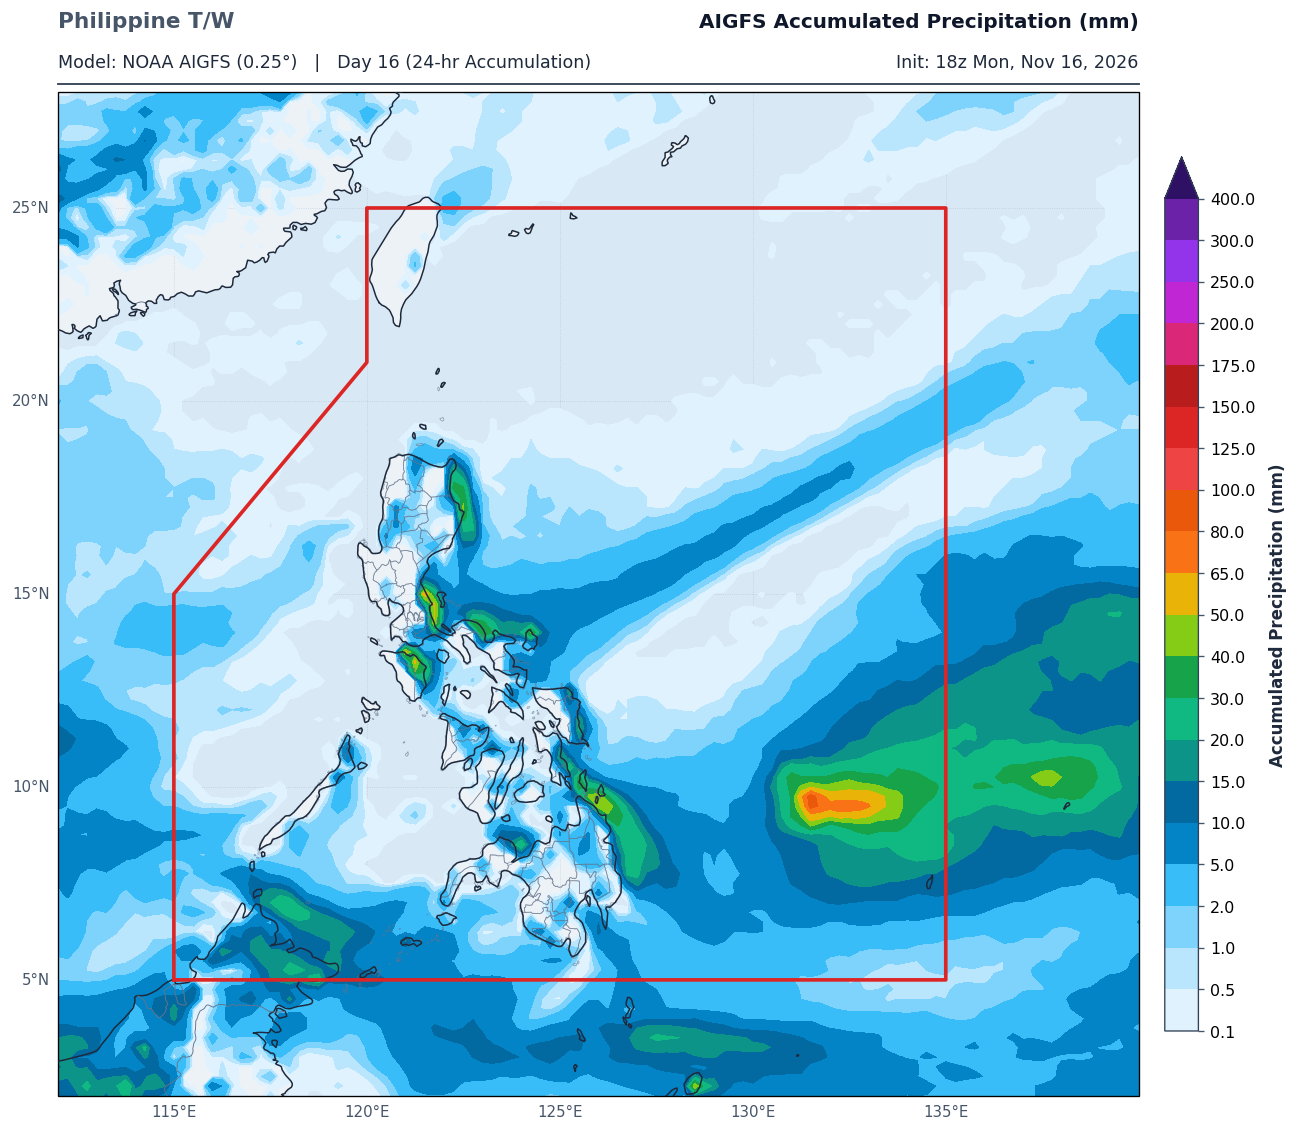 Philippine T/W
AIGFS Accumulated Precipitation (mm)
Model: NOAA AIGFS (0.25°)   |   Day 16 (24-hr Accumulation)
Init: 18z Mon, Nov 16, 2026
25°N
20°N
15°N
10°N
5°N
115°E
120°E
125°E
130°E
135°E
400.0
300.0
250.0
200.0
175.0
150.0
125.0
100.0
80.0
65.0
50.0
40.0
30.0
20.0
15.0
10.0
5.0
2.0
1.0
0.5
0.1
Accumulated Precipitation (mm)